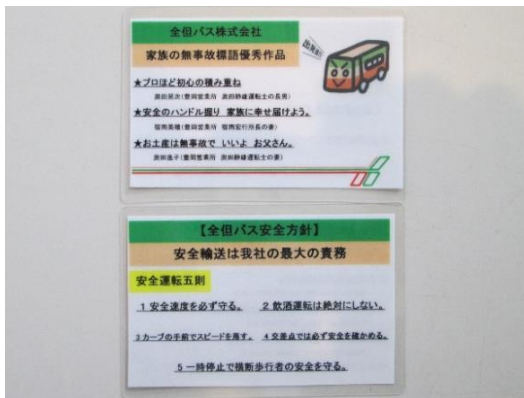 全但バス株式会社
家族の無事故標語優秀作品
★プロほど初心の積み重ね
★安全のハンドル握り 家族に幸せ届けよう。
★お土産は無事故で いいよ お父さん。
【全但バス安全方針】
安全輸送は我社の最大の責務
安全運転五則
1 安全速度を必ず守る。 2 飲酒運転は絶対にしない。
3 カーブの手前でスピードを落す。 4 交差点では必ず安全を確かめる。
5 一時停止で横断歩行者の安全を守る。